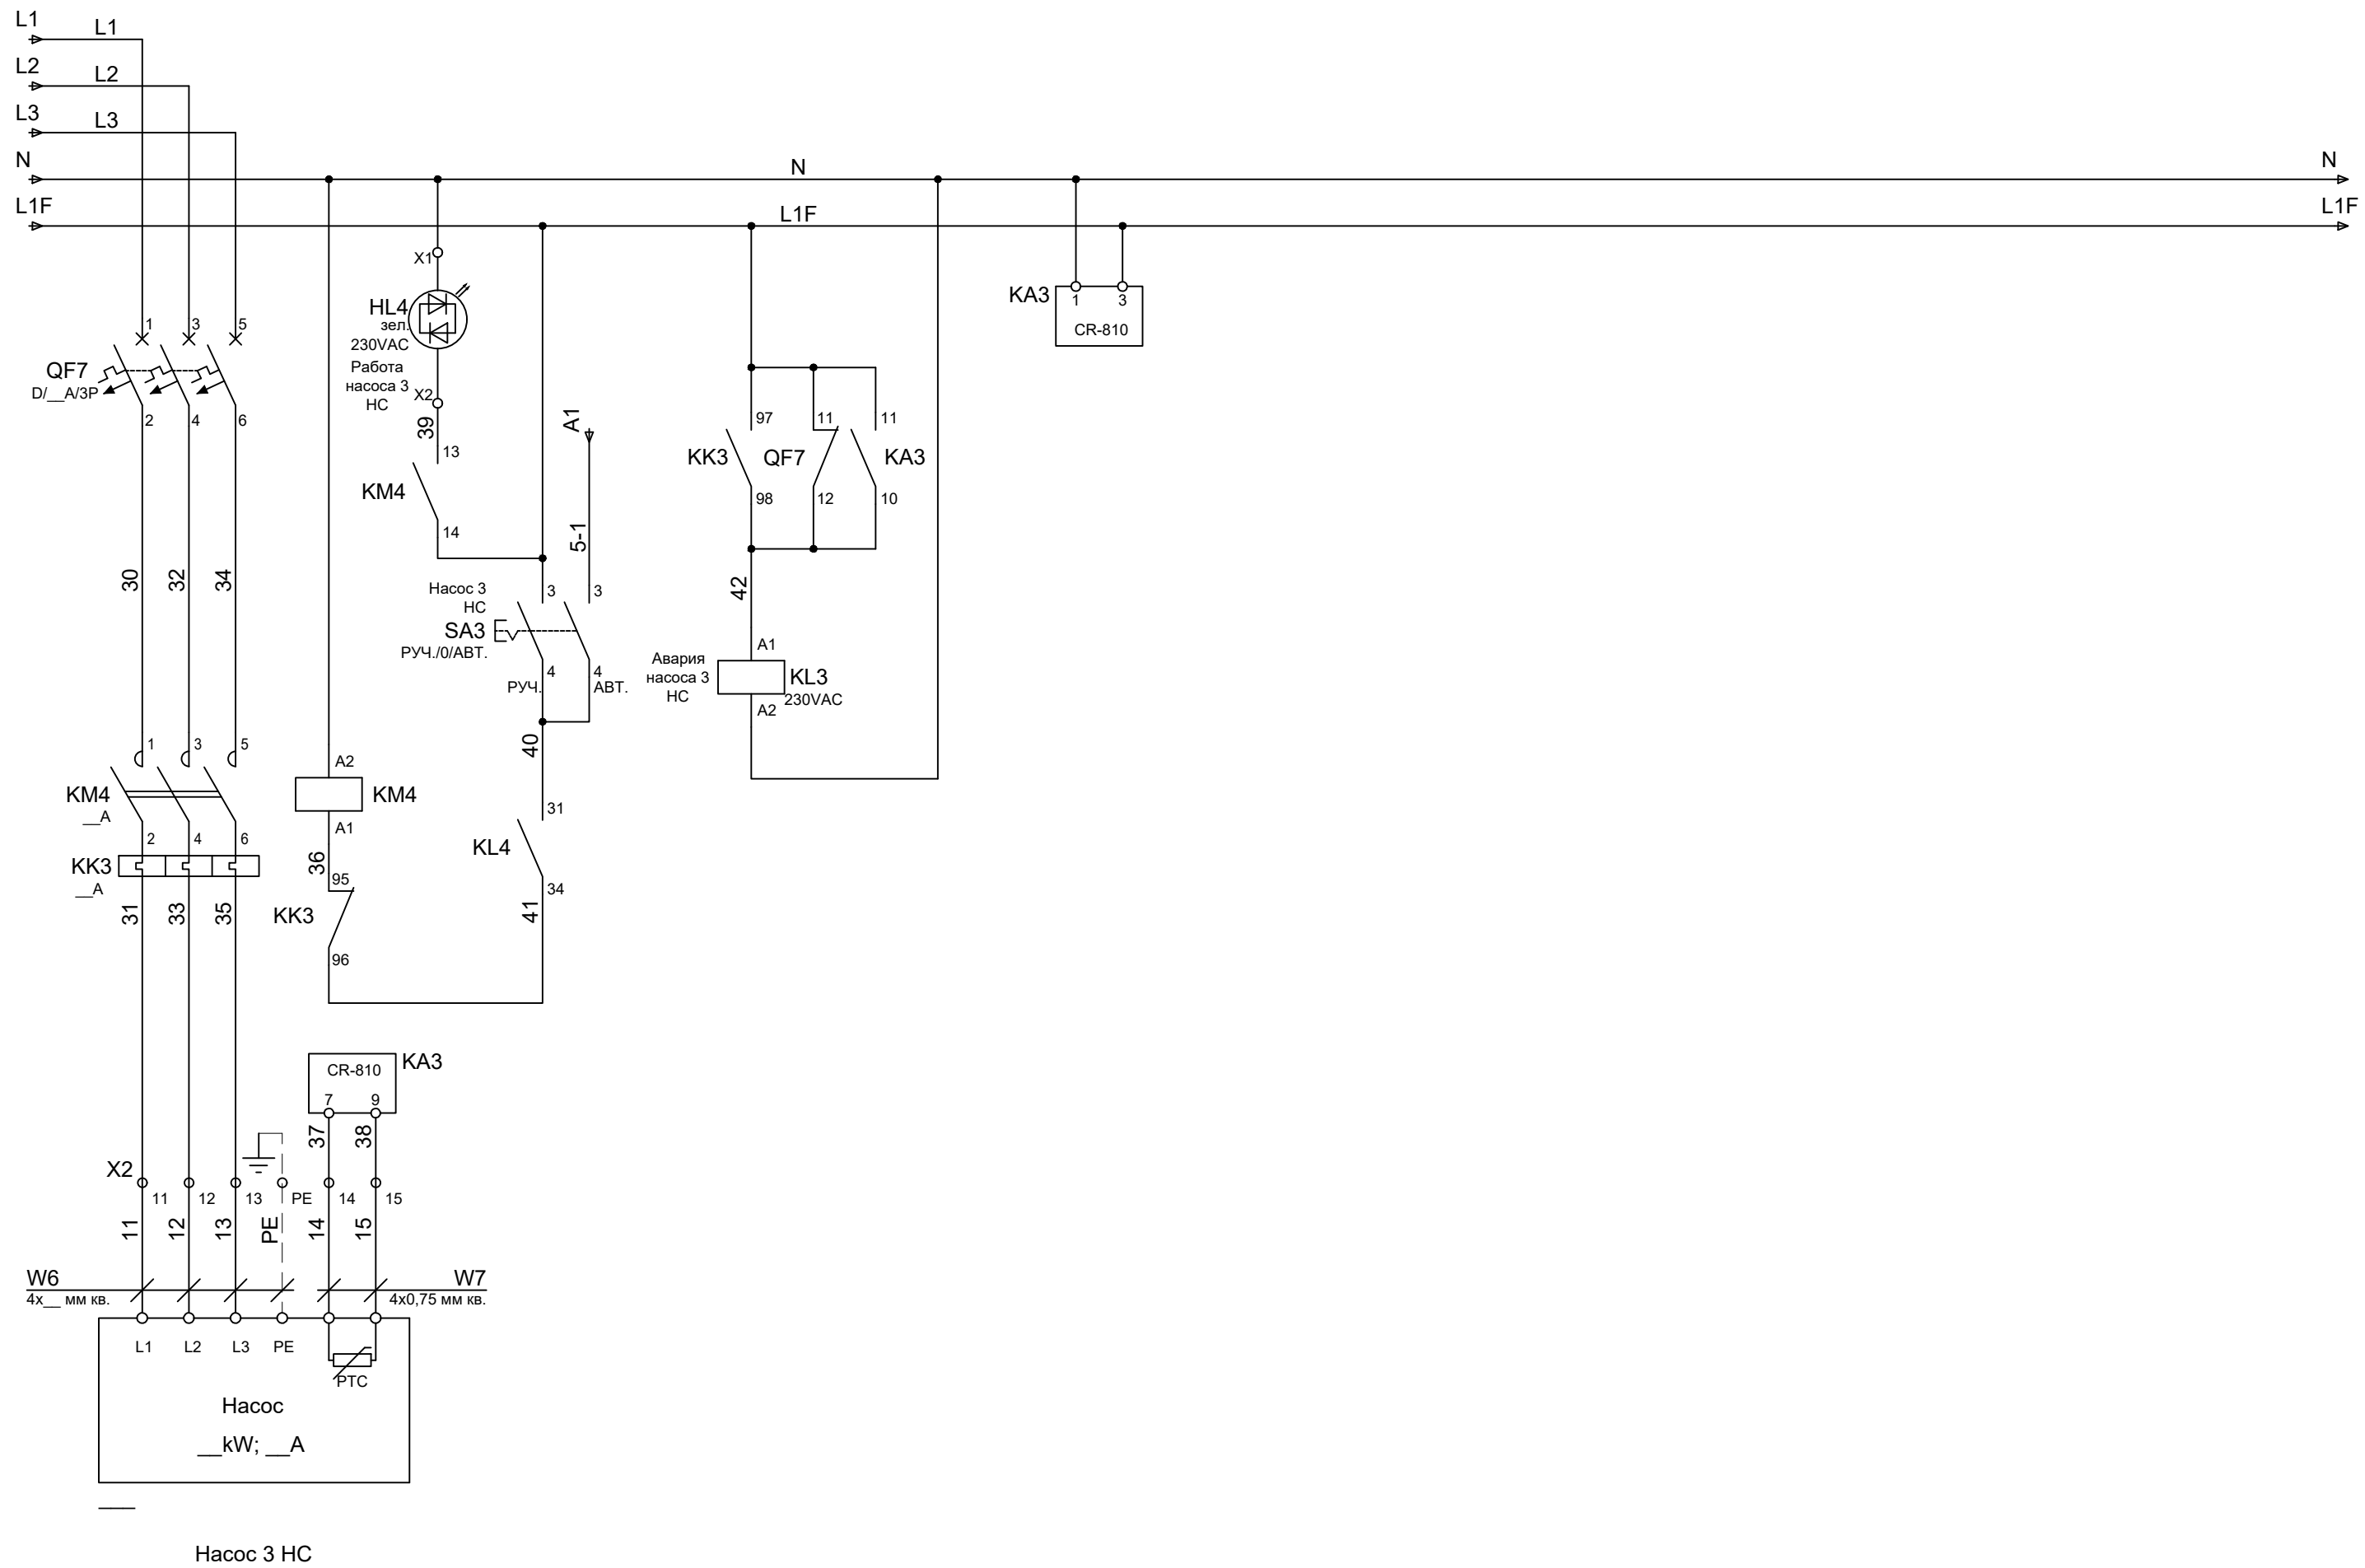 L1
L1
L2
L2
L3
L3
N
N
N
L1F
L1F
L1F
X1
HL4
зел.
230VAC
Работа
насоса 3
НС
X2
39
KA3
1
3
CR-810
1
3
5
QF7
D/__A/3P
2
4
6
A1
5-1
13
KM4
14
97
KK3
98
11
QF7
12
11
KA3
10
30
32
34
Насос 3
НС
SA3
РУЧ./0/АВТ.
3
3
4
РУЧ.
4
АВТ.
40
42
Авария
насоса 3
НС
A1
KL3
230VAC
A2
1
3
5
KM4
__A
2
4
6
A2
KM4
A1
36
31
KL4
34
41
KK3
__A
31
33
35
95
KK3
96
CR-810
KA3
7
9
37
38
X2
11
12
13
PE
14
15
11
12
13
PE
14
15
W6
4x__ мм кв.
W7
4x0,75 мм кв.
L1
L2
L3
PE
PTC
Насос
__kW; __A
___
Насос 3 НС